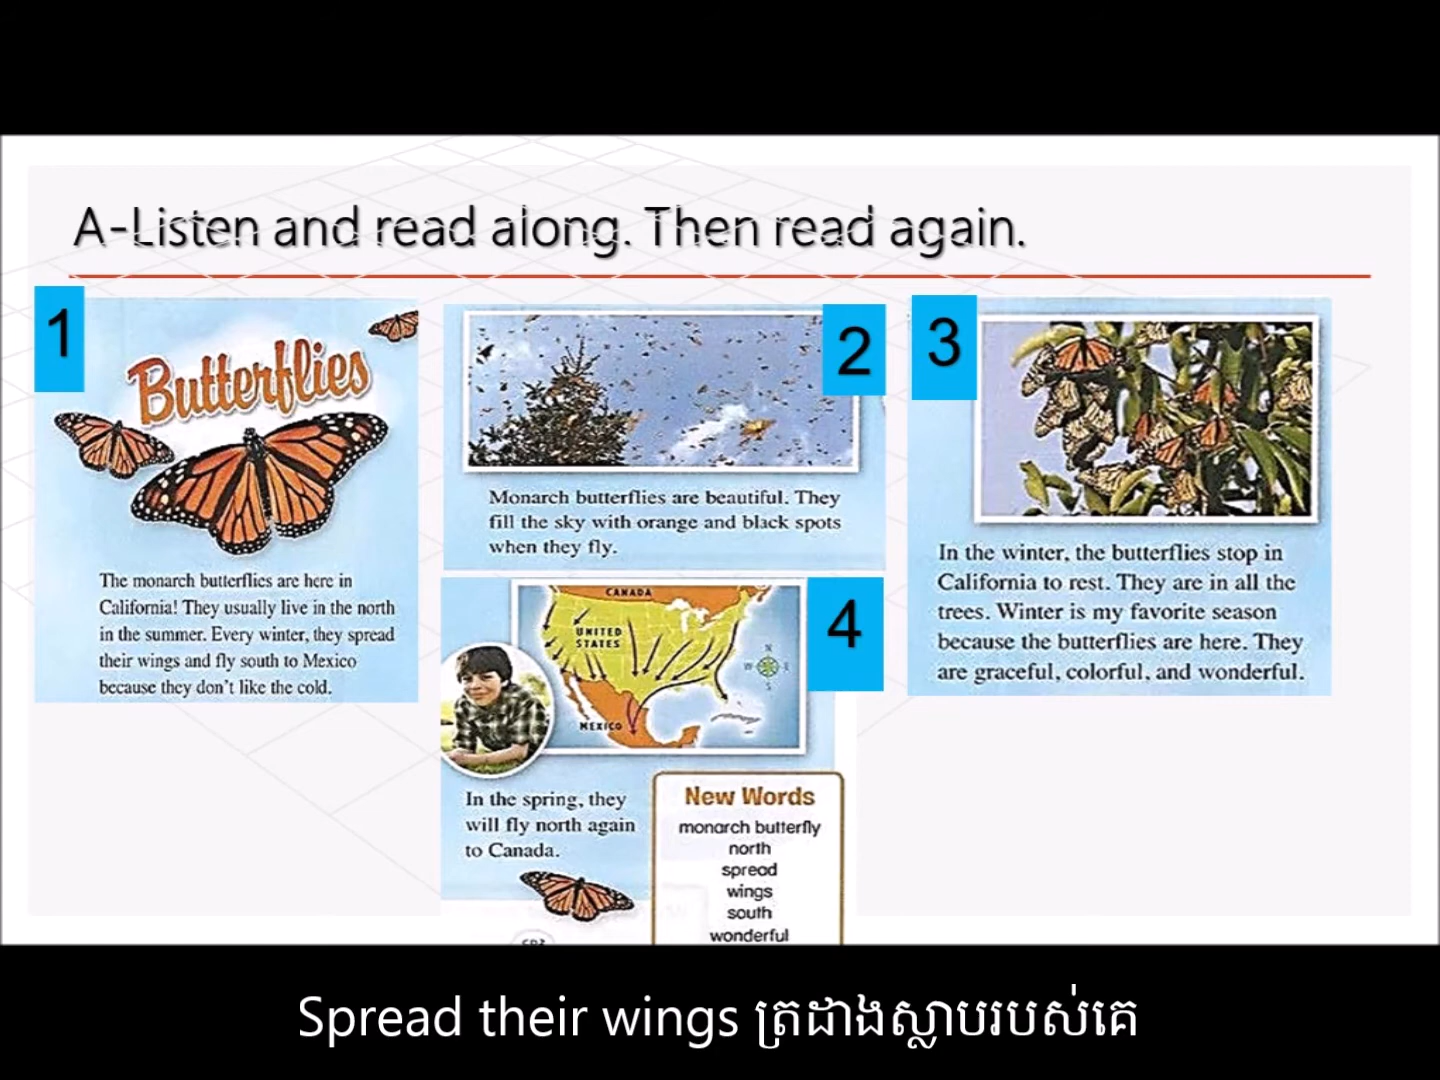 A-Listen and read along. Then read again.
1
Butterflies
The monarch butterflies are here in
California! They usually live in the north
in the summer. Every winter, they spread
their wings and fly south to Mexico
because they don't like the cold.
2
Monarch butterflies are beautiful. They
fill the sky with orange and black spots
when they fly.
3
In the winter, the butterflies stop in
California to rest. They are in all the
trees. Winter is my favorite season
because the butterflies are here. They
are graceful, colorful, and wonderful.
4
CANADA
UNITED
STATES
MEXICO
N
W E
S
In the spring, they
will fly north again
to Canada.
New Words
monarch butterfly
north
spread
wings
south
wonderful
Spread their wings ត្រដាងស្លាបរបស់គេ